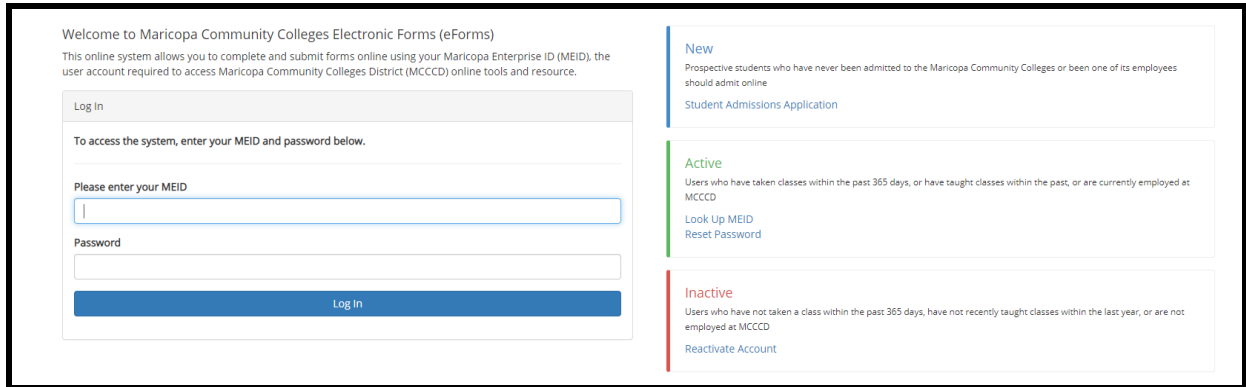 Welcome to Maricopa Community Colleges Electronic Forms (eForms)
This online system allows you to complete and submit forms online using your Maricopa Enterprise ID (MEID), the
user account required to access Maricopa Community Colleges District (MCCCD) online tools and resource.
Log In
To access the system, enter your MEID and password below.
Please enter your MEID
Password
Log In
New
Prospective students who have never been admitted to the Maricopa Community Colleges or been one of its employees
should admit online
Student Admissions Application
Active
Users who have taken classes within the past 365 days, or have taught classes within the past, or are currently employed at
MCCCD
Look Up MEID
Reset Password
Inactive
Users who have not taken a class within the past 365 days, have not recently taught classes within the last year, or are not
employed at MCCCD
Reactivate Account